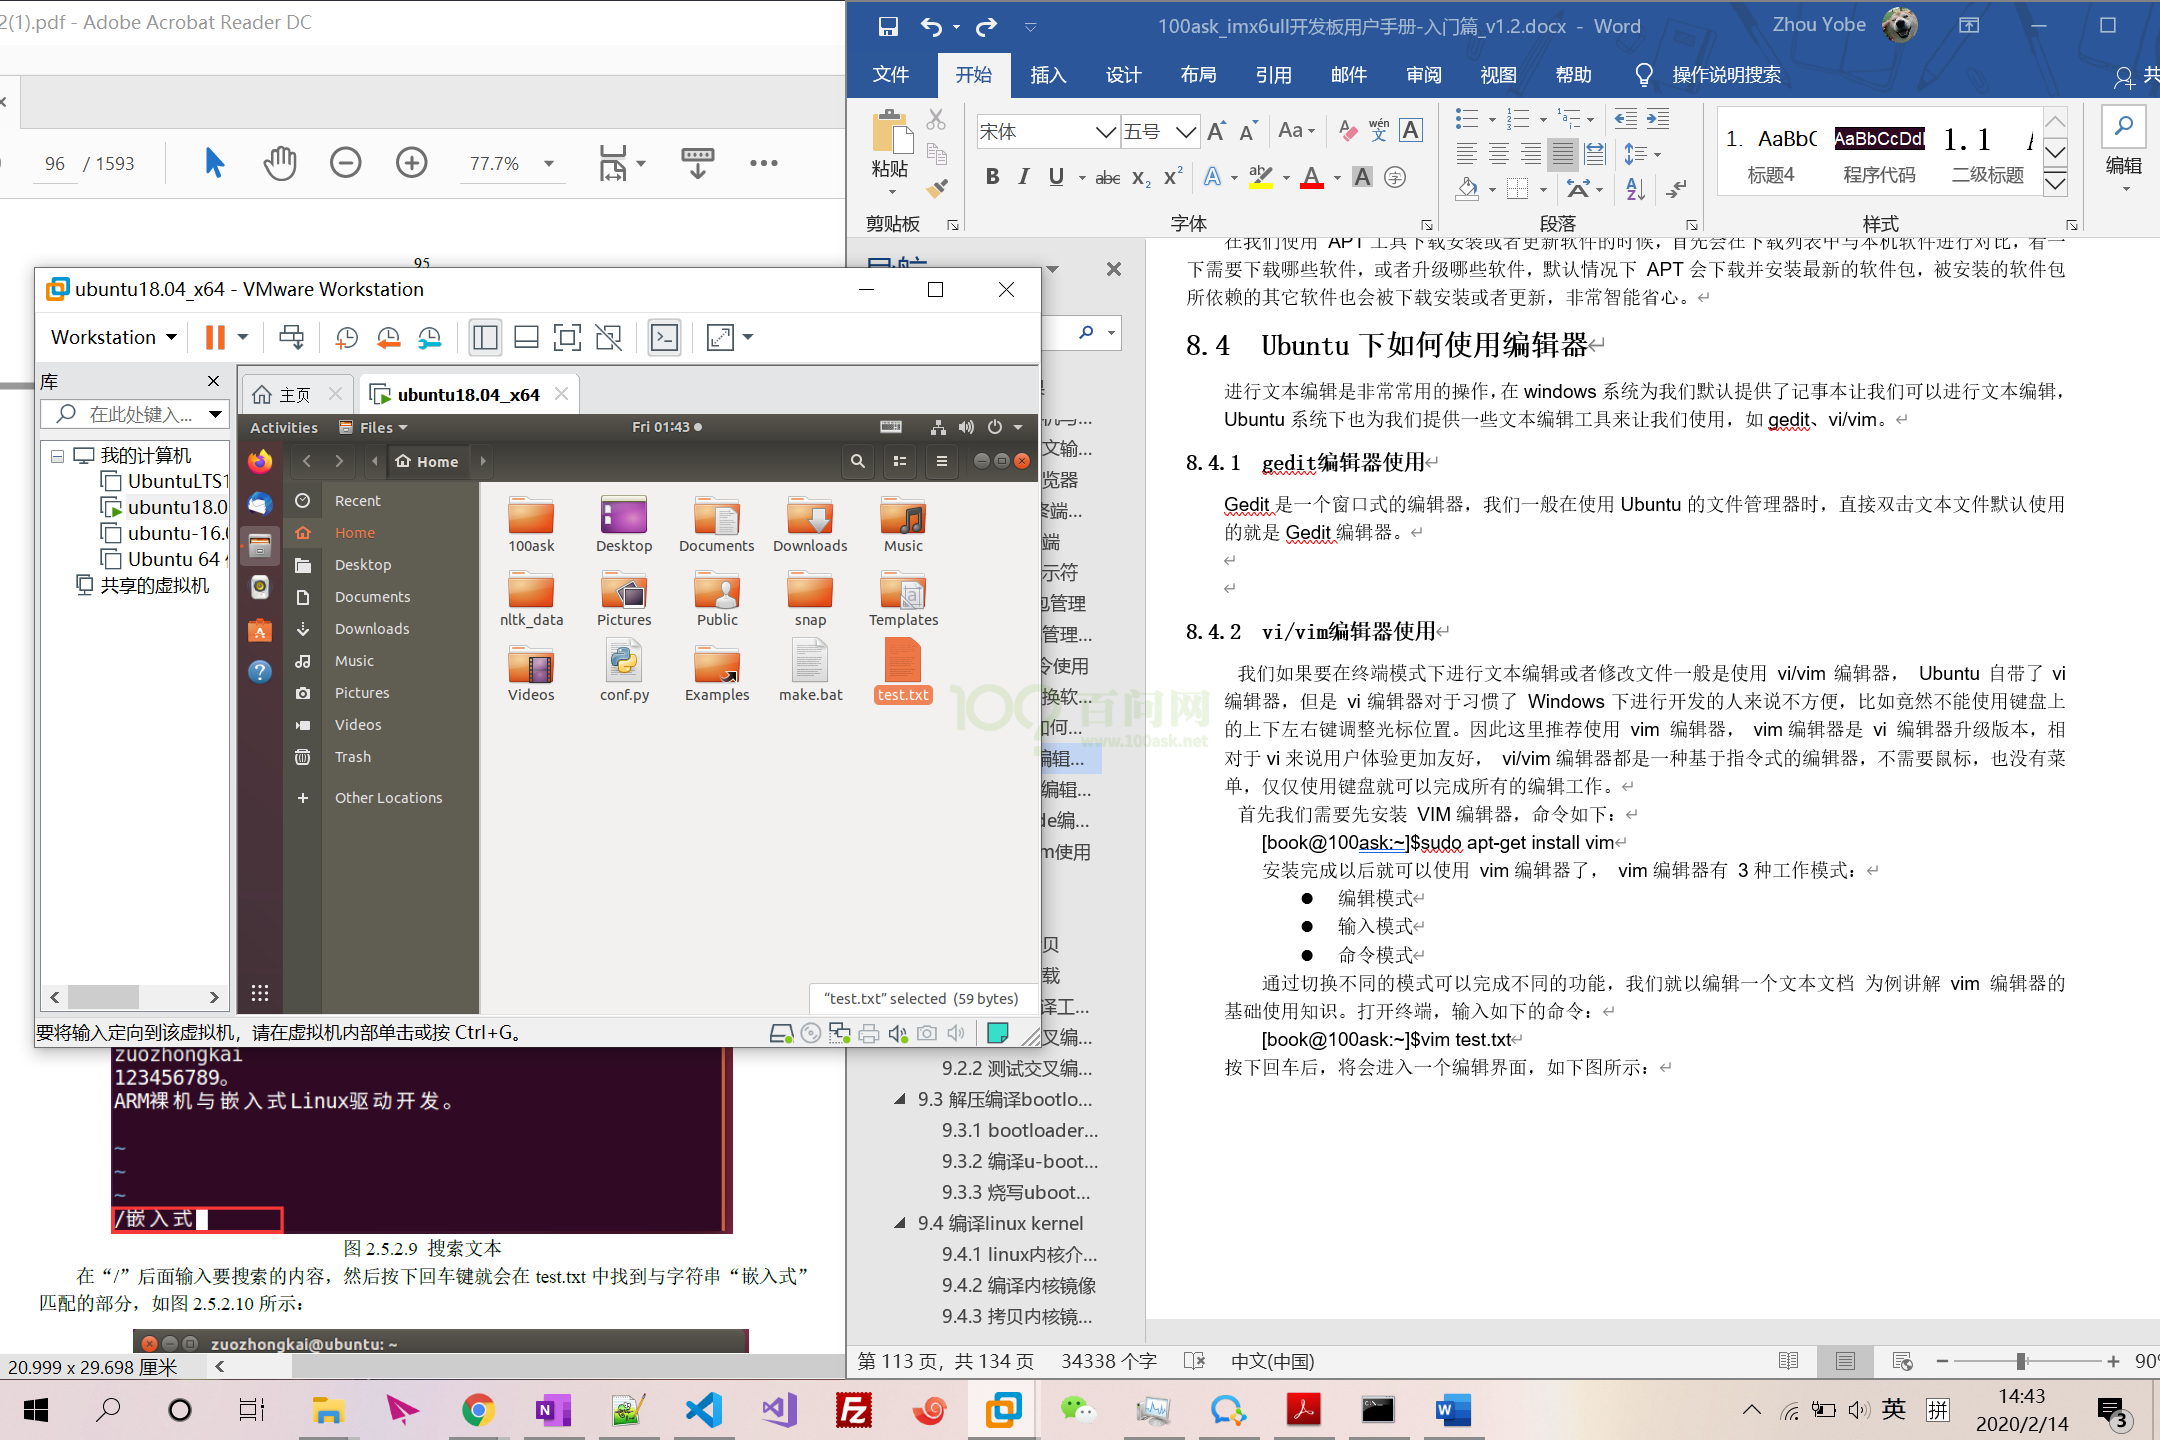 2(1).pdf - Adobe Acrobat Reader DC
96 / 1593
77.7%
95
ubuntu18.04_x64 - VMware Workstation
Workstation
库
在此处键入...
我的计算机
UbuntuLTS1
ubuntu18.0
ubuntu-16.
Ubuntu 64
共享的虚拟机
主页
ubuntu18.04_x64
Activities
Files
Fri 01:43
Home
Recent
Home
Desktop
Documents
Downloads
Music
Pictures
Videos
Trash
Other Locations
100ask Desktop Documents Downloads Music
nltk_data Pictures Public snap Templates
Videos conf.py Examples make.bat test.txt
“test.txt” selected (59 bytes)
要将输入定向到该虚拟机，请在虚拟机内部单击或按 Ctrl+G。
zuozhongkai
123456789。
ARM裸机与嵌入式Linux驱动开发。
~
~
~
/嵌入式
图 2.5.2.9 搜索文本
在“/”后面输入要搜索的内容，然后按下回车键就会在 test.txt 中找到与字符串“嵌入式”
匹配的部分，如图 2.5.2.10 所示：
zuozhongkai@ubuntu: ~
20.999 x 29.698 厘米
100ask_imx6ull开发板用户手册-入门篇_v1.2.docx - Word
Zhou Yobe
文件 开始 插入 设计 布局 引用 邮件 审阅 视图 帮助 操作说明搜索 共
粘贴
剪贴板
宋体 五号
字体
段落
1. AaBbC AaBbCcDd 1.1
标题4 程序代码 二级标题
样式
编辑
文输...
览器
终端...
端
示符
包管理
管理...
令使用
换软...
如何...
编辑...
编辑...
de编...
m使用
贝
载
译工...
叉编...
9.2.2 测试交叉编...
9.3 解压编译bootlo...
9.3.1 bootloader...
9.3.2 编译u-boot...
9.3.3 烧写uboot...
9.4 编译linux kernel
9.4.1 linux内核介...
9.4.2 编译内核镜像
9.4.3 拷贝内核镜...
在我们使用 APT 工具下载安装或者更新软件的时候，首先会在下载列表中与本机软件进行对比，看一
下需要下载哪些软件，或者升级哪些软件，默认情况下 APT 会下载并安装最新的软件包，被安装的软件包
所依赖的其它软件也会被下载安装或者更新，非常智能省心。
8.4 Ubuntu 下如何使用编辑器
进行文本编辑是非常常用的操作，在 windows 系统为我们默认提供了记事本让我们可以进行文本编辑，
Ubuntu 系统下也为我们提供一些文本编辑工具来让我们使用，如 gedit、vi/vim。
8.4.1 gedit编辑器使用
Gedit 是一个窗口式的编辑器，我们一般在使用 Ubuntu 的文件管理器时，直接双击文本文件默认使用
的就是 Gedit 编辑器。
8.4.2 vi/vim编辑器使用
我们如果要在终端模式下进行文本编辑或者修改文件一般是使用 vi/vim 编辑器， Ubuntu 自带了 vi
编辑器，但是 vi 编辑器对于习惯了 Windows 下进行开发的人来说不方便，比如竟然不能使用键盘上
的上下左右键调整光标位置。因此这里推荐使用 vim 编辑器， vim 编辑器是 vi 编辑器升级版本，相
对于 vi 来说用户体验更加友好， vi/vim 编辑器都是一种基于指令式的编辑器，不需要鼠标，也没有菜
单，仅仅使用键盘就可以完成所有的编辑工作。
首先我们需要先安装 VIM 编辑器，命令如下：
[book@100ask:~]$sudo apt-get install vim
安装完成以后就可以使用 vim 编辑器了， vim 编辑器有 3 种工作模式：
● 编辑模式
● 输入模式
● 命令模式
通过切换不同的模式可以完成不同的功能，我们就以编辑一个文本文档 为例讲解 vim 编辑器的
基础使用知识。打开终端，输入如下的命令：
[book@100ask:~]$vim test.txt
按下回车后，将会进入一个编辑界面，如下图所示：
百问网
www.100ask.net
第 113 页，共 134 页 34338 个字 中文(中国)
90
英 拼
14:43
2020/2/14
3